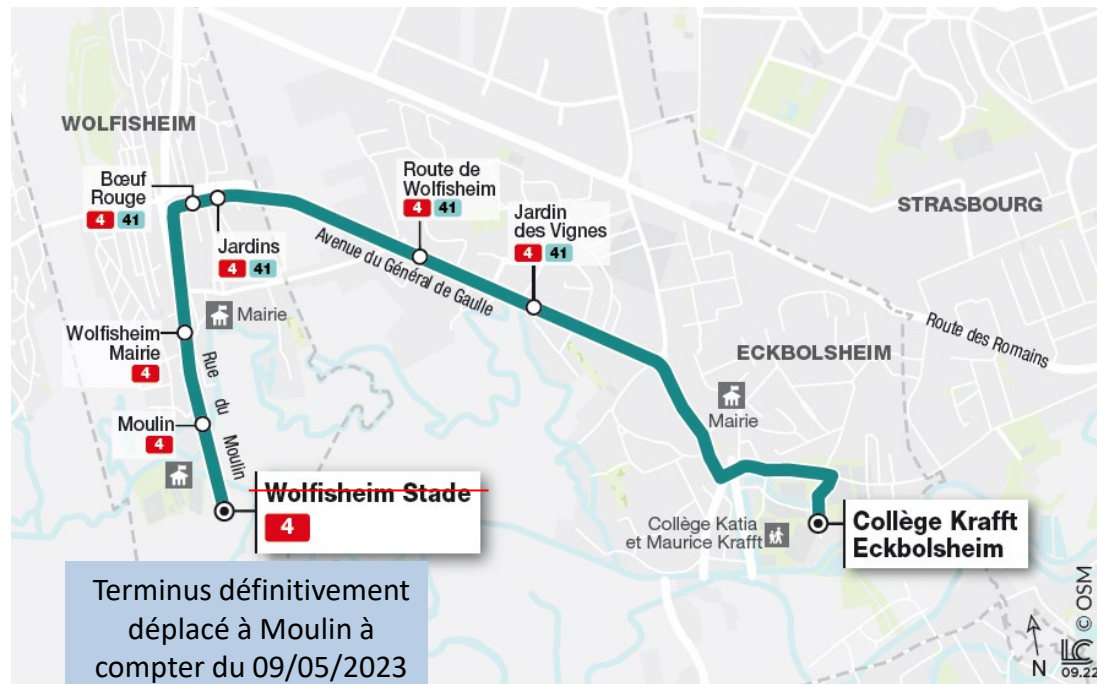 WOLFISHEIM
Bœuf
Rouge
4 41
Jardins
4 41
Route de
Wolfisheim
4 41
Jardin
des Vignes
4 41
STRASBOURG
Avenue du Général de Gaulle
Mairie
Wolfisheim
Mairie
4
Rue du Moulin
Moulin
4
Route des Romains
ECKBOLSHEIM
Mairie
Wolfisheim Stade
4
Collège Katia
et Maurice Krafft
Collège Krafft
Eckbolsheim
Terminus définitivement
déplacé à Moulin à
compter du 09/05/2023
N
LC
09.22
© OSM